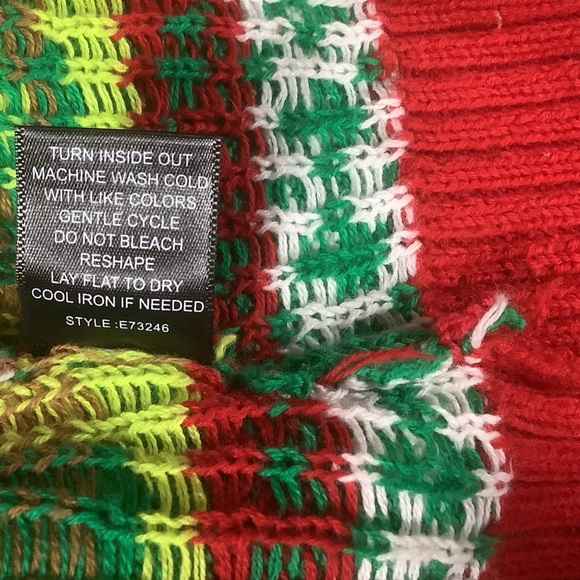 TURN INSIDE OUT
MACHINE WASH COLD
WITH LIKE COLORS
GENTLE CYCLE
DO NOT BLEACH
RESHAPE
LAY FLAT TO DRY
COOL IRON IF NEEDED
STYLE :E73246